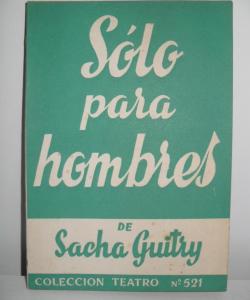 Sólo
para
hombres
DE
Sacha Guitry
COLECCION TEATRO Nº 521